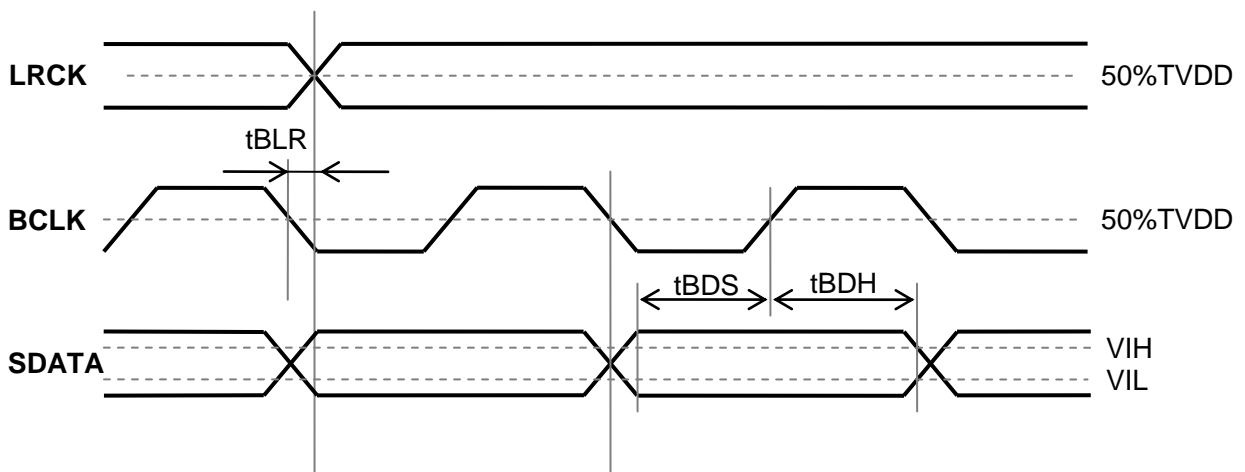 LRCK
50%TVDD
tBLR
BCLK
50%TVDD
tBDS
tBDH
SDATA
VIH
VIL